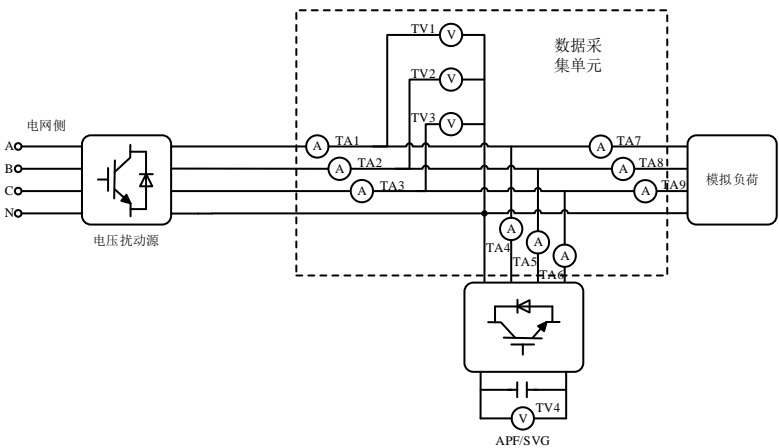 TV1
V
数据采
集单元
TV2
V
TV3
V
电网侧
A
A
TA1
A
TA7
B
A
TA2
A
TA8
C
A
TA3
A
TA9
模拟负荷
N
电压扰动源
A
TA4
A
TA5
A
TA6
V
TV4
APF/SVG